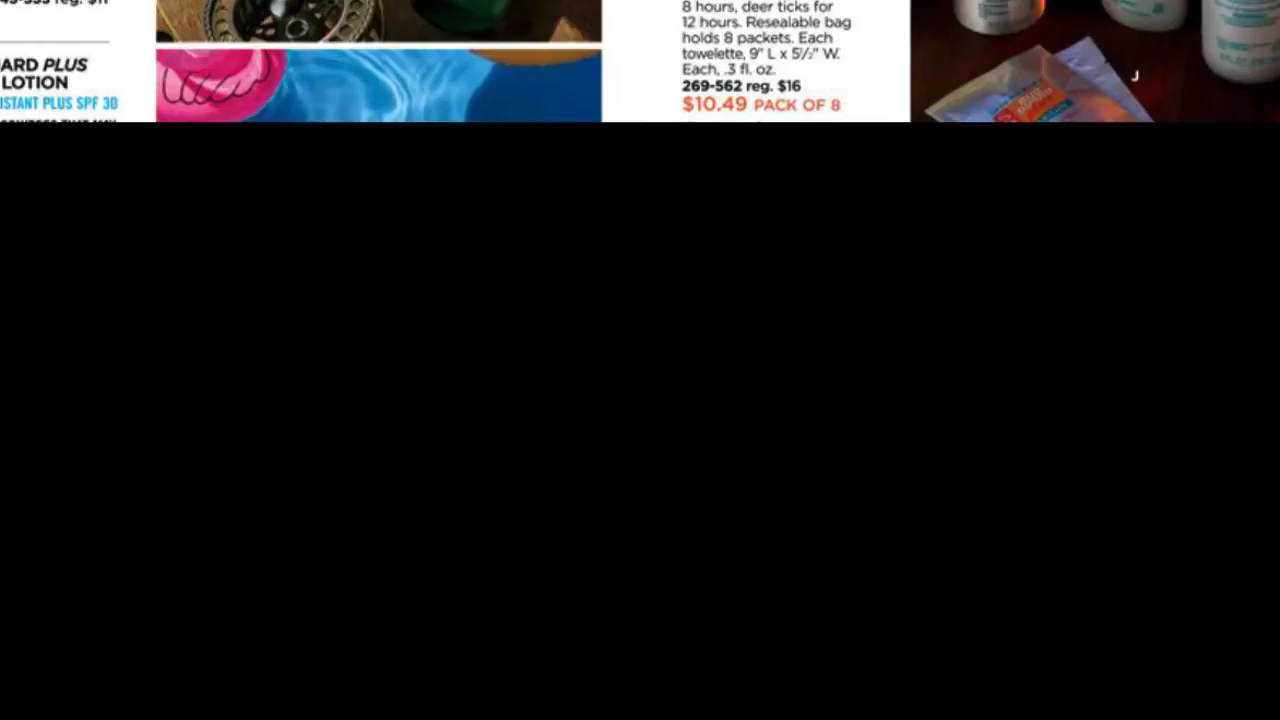 ARD PLUS
LOTION
ISTANT PLUS SPF 30
8 hours, deer ticks for
12 hours. Resealable bag
holds 8 packets. Each
towelette, 9" L x 5½" W.
Each, .3 fl. oz.
269-562 reg. $16
$10.49 PACK OF 8
J